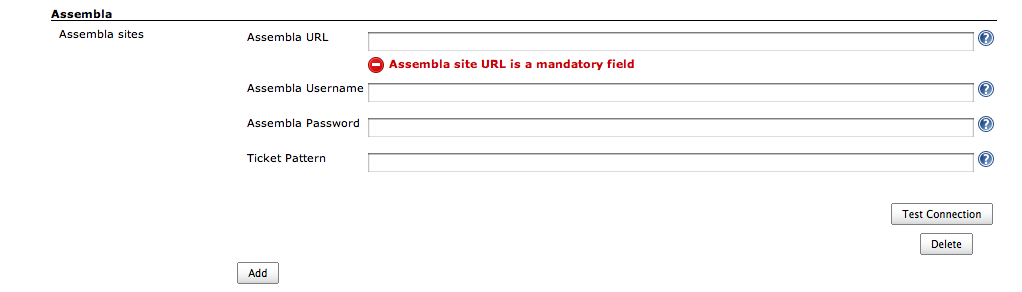 Assembla
Assembla sites
Assembla URL
Assembla site URL is a mandatory field
Assembla Username
Assembla Password
Ticket Pattern
Test Connection
Delete
Add